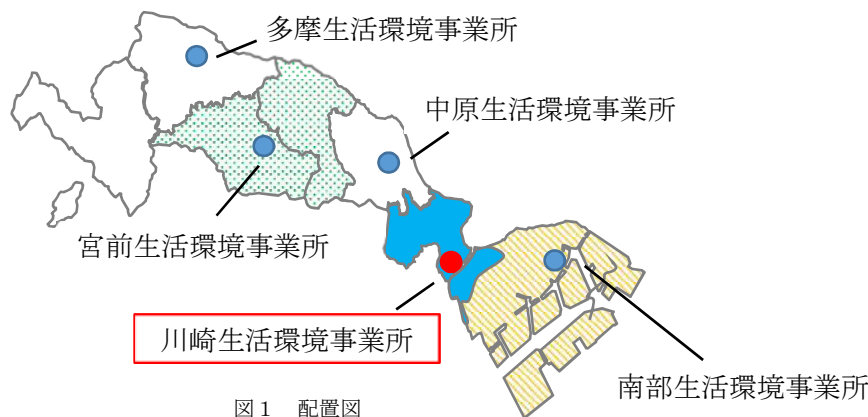 多摩生活環境事業所
中原生活環境事業所
宮前生活環境事業所
川崎生活環境事業所
南部生活環境事業所
図1 配置図